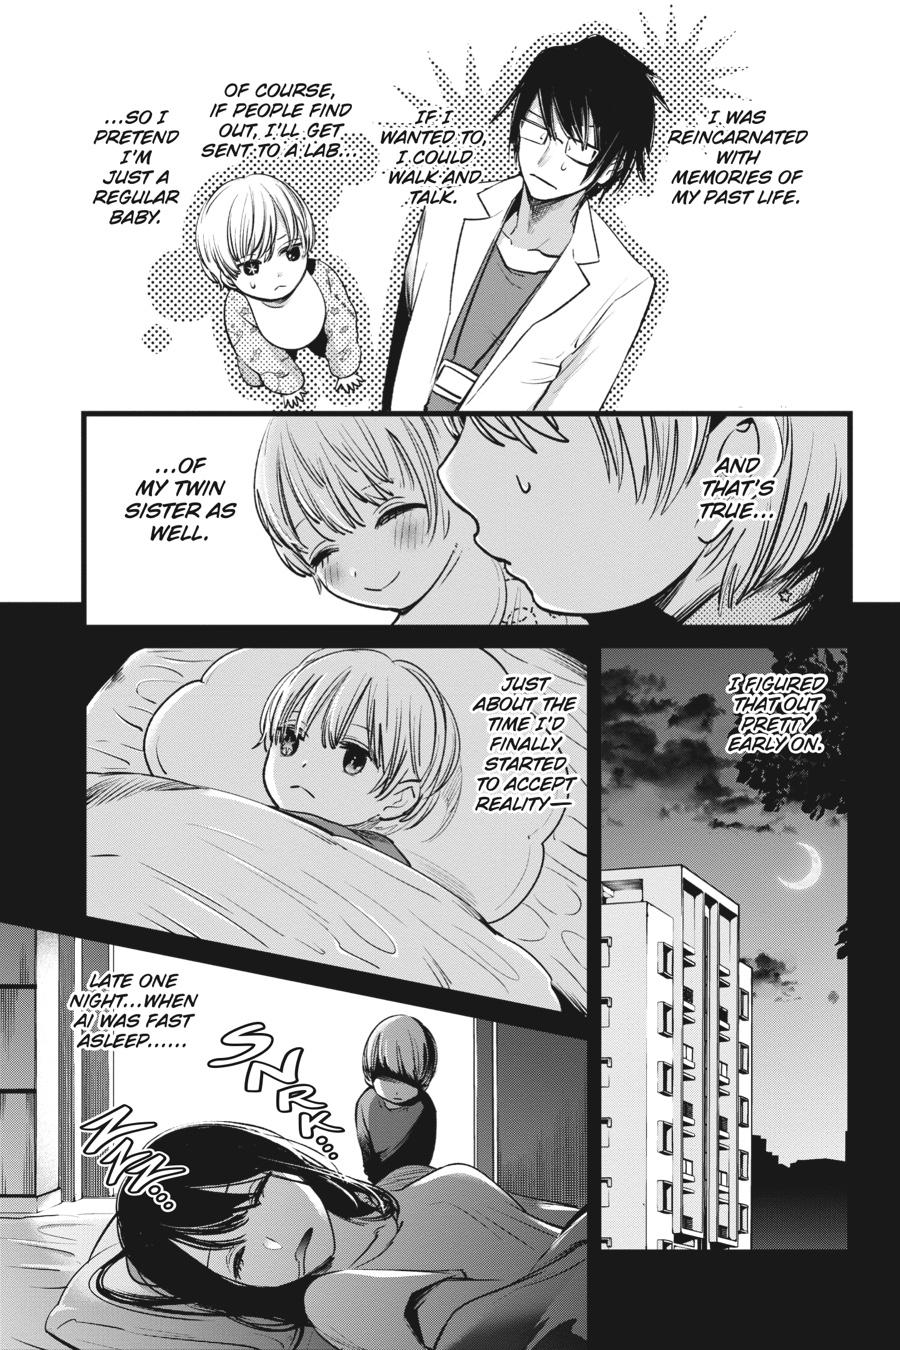 I WAS
REINCARNATED
WITH
MEMORIES OF
MY PAST LIFE.
IF I
WANTED TO,
I COULD
WALK AND
TALK.
OF COURSE,
IF PEOPLE FIND
OUT, I'LL GET
SENT TO A LAB...
...SO I
PRETEND
I'M
JUST A
REGULAR
BABY.
AND
THAT'S
TRUE...
...OF
MY TWIN
SISTER AS
WELL.
I FIGURED
THAT OUT
PRETTY
EARLY ON.
JUST
ABOUT THE
TIME I'D
FINALLY
STARTED
TO ACCEPT
REALITY—
LATE ONE
NIGHT...WHEN
AI WAS FAST
ASLEEP......
SNRK...
NNNN...